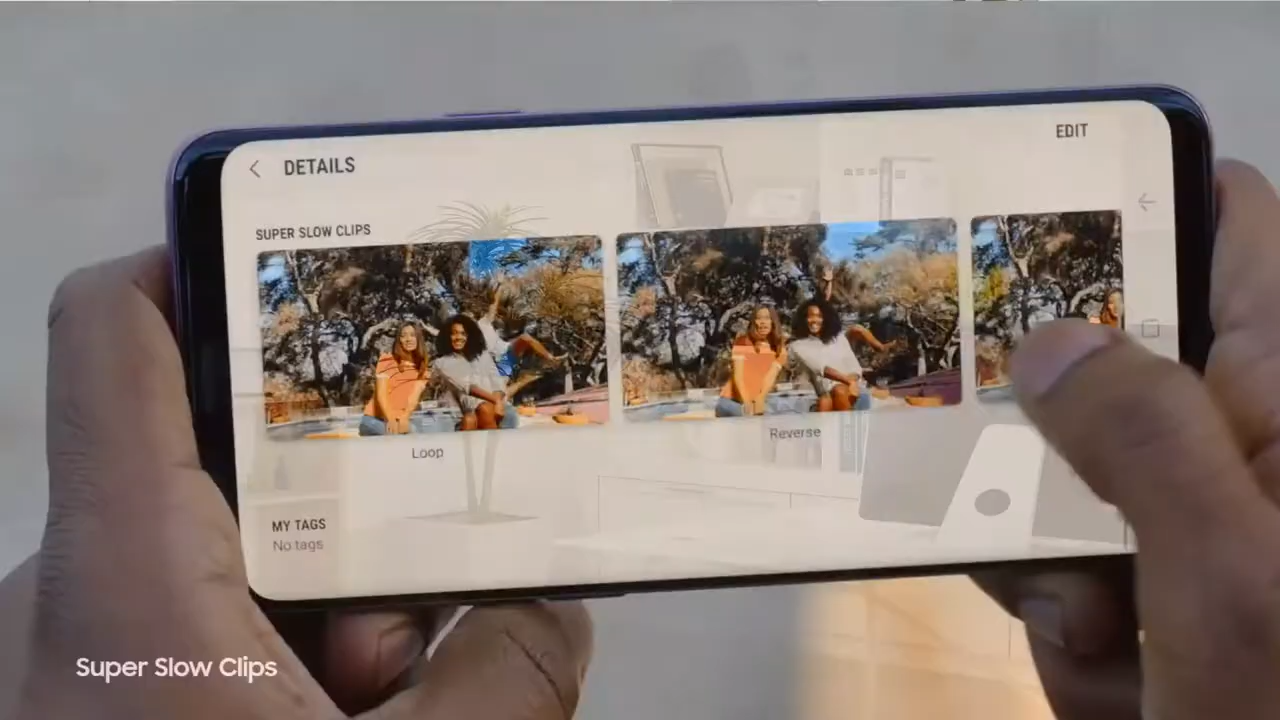 DETAILS
EDIT
SUPER SLOW CLIPS
Loop
Reverse
MY TAGS
No tags
Super Slow Clips